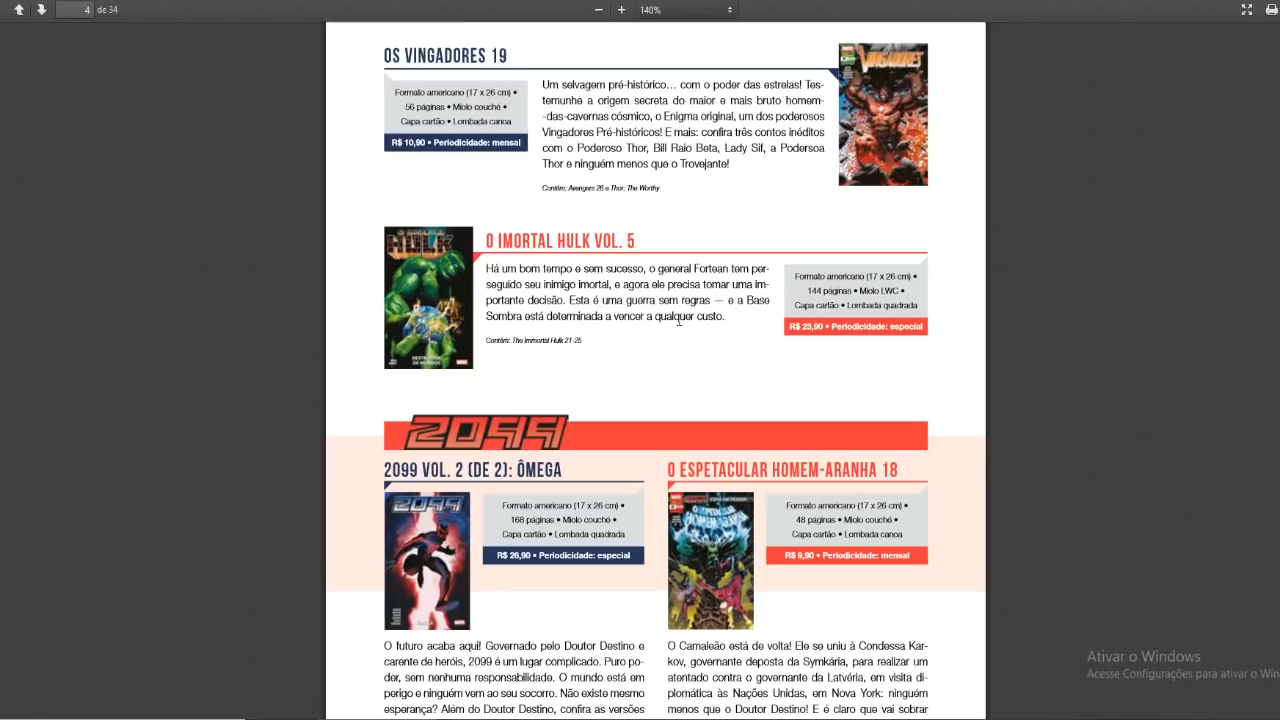 4 de 34
140%
OS VINGADORES 19
Formato americano (17 x 26 cm) •
56 páginas • Miolo couché •
Capa cartão • Lombada canoa
R$ 10,90 • Periodicidade: mensal
Um selvagem pré-histórico... com o poder das estrelas! Tes-
temunhe a origem secreta do maior e mais bruto homem-
-das-cavernas cósmico, o Enigma original, um dos poderosos
Vingadores Pré-históricos! E mais: confira três contos inéditos
com o Poderoso Thor, Bill Raio Beta, Lady Sif, a Podersoa
Thor e ninguém menos que o Trovejante!
Contém: Avengers 26 e Thor: The Worthy
VINGADORES
HULK
O IMORTAL HULK VOL. 5
Há um bom tempo e sem sucesso, o general Fortean tem per-
seguido seu inimigo imortal, e agora ele precisa tomar uma im-
portante decisão. Esta é uma guerra sem regras — e a Base
Sombra está determinada a vencer a qualquer custo.
Contém: The Immortal Hulk 21-25
Formato americano (17 x 26 cm) •
144 páginas • Miolo LWC •
Capa cartão • Lombada quadrada
R$ 23,90 • Periodicidade: especial
2099
2099 VOL. 2 (DE 2): ÔMEGA
2099
Formato americano (17 x 26 cm) •
168 páginas • Miolo couché •
Capa cartão • Lombada quadrada
R$ 26,90 • Periodicidade: especial
O futuro acaba aqui! Governado pelo Doutor Destino e
carente de heróis, 2099 é um lugar complicado. Puro po-
der, sem nenhuma responsabilidade. O mundo está em
perigo e ninguém vem ao seu socorro. Não existe mesmo
esperança? Além do Doutor Destino, confira as versões
O ESPETACULAR HOMEM-ARANHA 18
HOMEM-ARANHA
Formato americano (17 x 26 cm) •
48 páginas • Miolo couché •
Capa cartão • Lombada canoa
R$ 9,90 • Periodicidade: mensal
O Camaleão está de volta! Ele se uniu à Condessa Kar-
kov, governante deposta da Symkária, para realizar um
atentado contra o governante da Latvéria, em visita di-
plomática às Nações Unidas, em Nova York: ninguém
menos que o Doutor Destino! E é claro que vai sobrar
Ativar o Windows
Acesse Configurações para ativar o Win